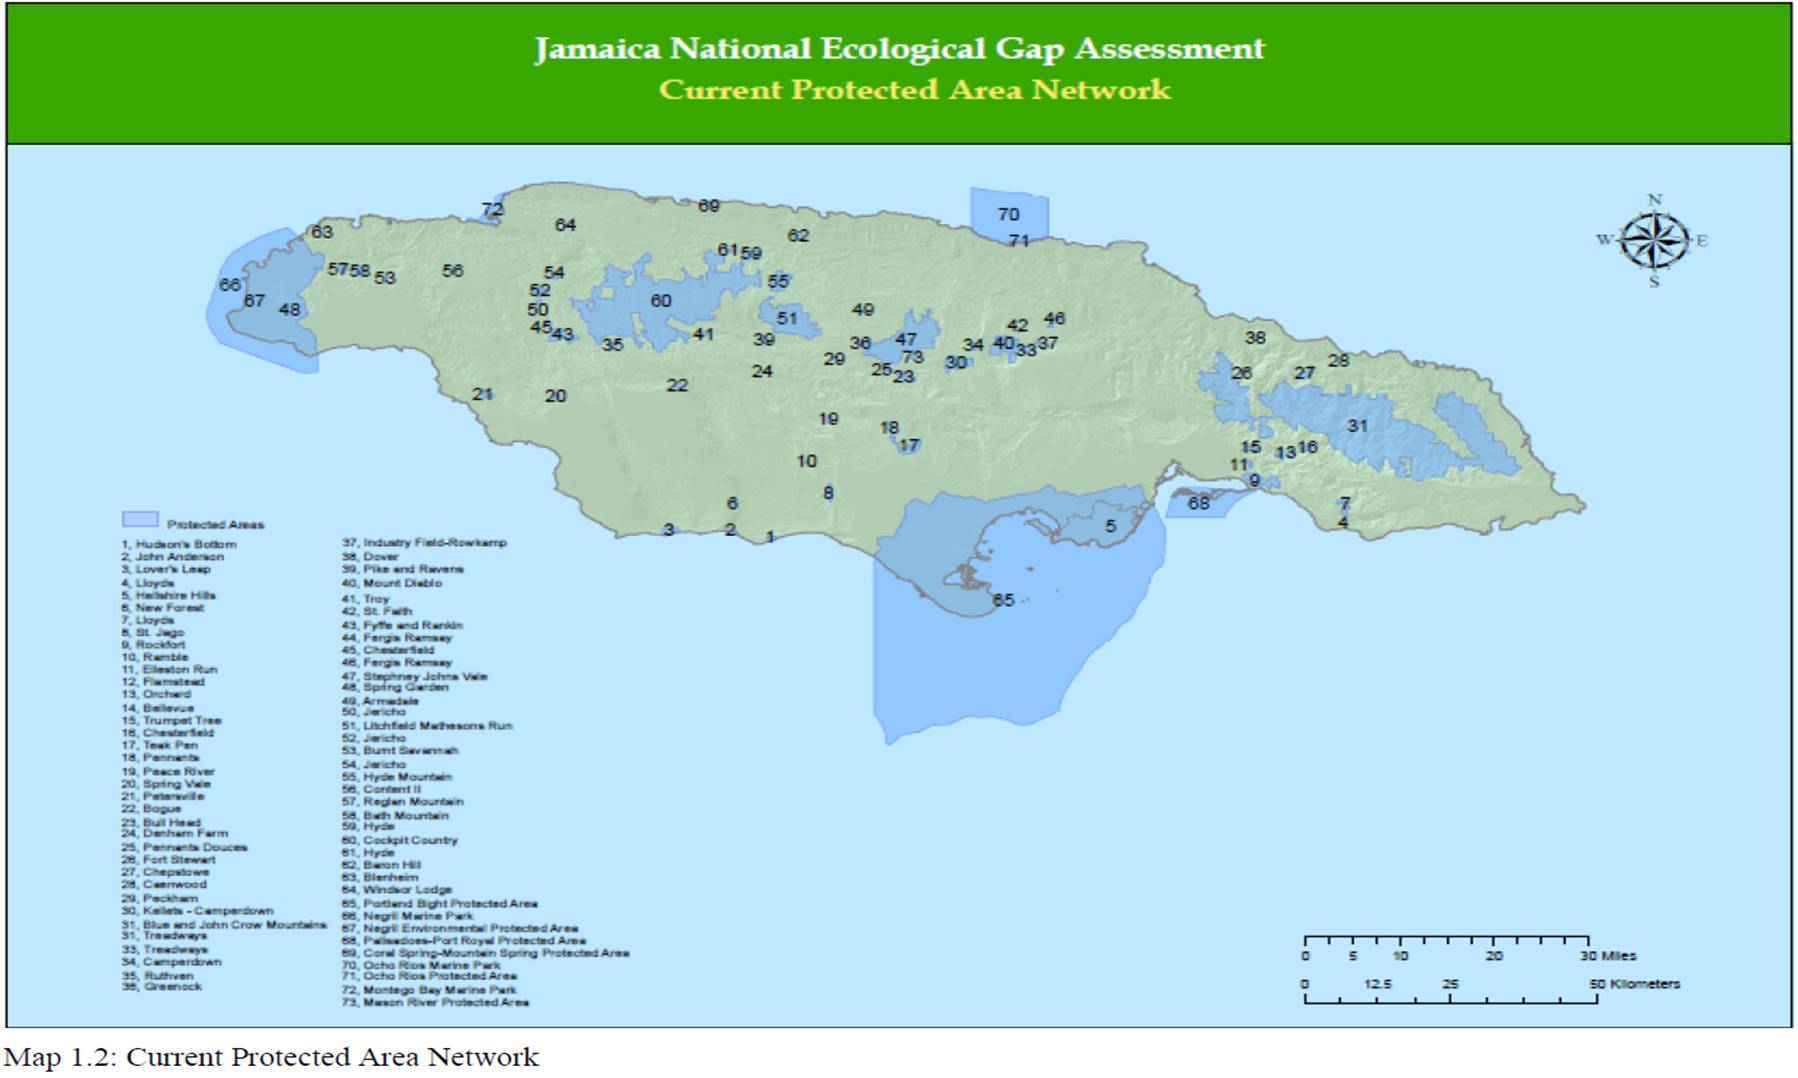 Jamaica National Ecological Gap Assessment
Current Protected Area Network
N
W E
S
72
69
70
71
63
64
62
61 59
57 58 53
56
54
55
66
67
48
52
60
50
51
49
45 43
41
39
35
36
47
34 40 42 46
33 37
73
29
25 23
30
24
22
21
20
19
18
17
10
8
6
3
2
1
38
28
26
27
31
15
13 16
11
9
68
7
4
5
65
Protected Areas
1, Hudson's Bottom
2, John Anderson
3, Lover's Leap
4, Lloyds
5, Hellshire Hills
6, New Forest
7, Lloyds
8, St. Jago
9, Rockfort
10, Ramble
11, Elleston Run
12, Flamstead
13, Orchard
14, Bellevue
15, Trumpet Tree
16, Chesterfield
17, Teak Pen
18, Pennants
19, Peace River
20, Spring Vale
21, Petersville
22, Bogue
23, Bull Head
24, Denham Farm
25, Pennants Douces
26, Fort Stewart
27, Chepstowe
28, Caenwood
29, Peckham
30, Kellets - Camperdown
31, Blue and John Crow Mountains
31, Treadways
33, Treadways
34, Camperdown
35, Ruthven
36, Greenock
37, Industry Field-Rowkamp
38, Dover
39, Pike and Ravens
40, Mount Diablo
41, Troy
42, St. Faith
43, Fyffe and Rankin
44, Fergis Ramsay
45, Chesterfield
46, Fergis Ramsay
47, Stephney Johns Vale
48, Spring Garden
49, Armadale
50, Jericho
51, Litchfield Mathesons Run
52, Jericho
53, Burnt Savannah
54, Jericho
55, Hyde Mountain
56, Content II
57, Raglan Mountain
58, Bath Mountain
59, Hyde
60, Cockpit Country
61, Hyde
62, Baron Hill
63, Blenheim
64, Windsor Lodge
65, Portland Bight Protected Area
66, Negril Marine Park
67, Negril Environmental Protected Area
68, Palisadoes-Port Royal Protected Area
69, Coral Spring-Mountain Spring Protected Area
70, Ocho Rios Marine Park
71, Ocho Rios Protected Area
72, Montego Bay Marine Park
73, Mason River Protected Area
0 5 10 20 30 Miles
0 12.5 25 50 Kilometers
Map 1.2: Current Protected Area Network